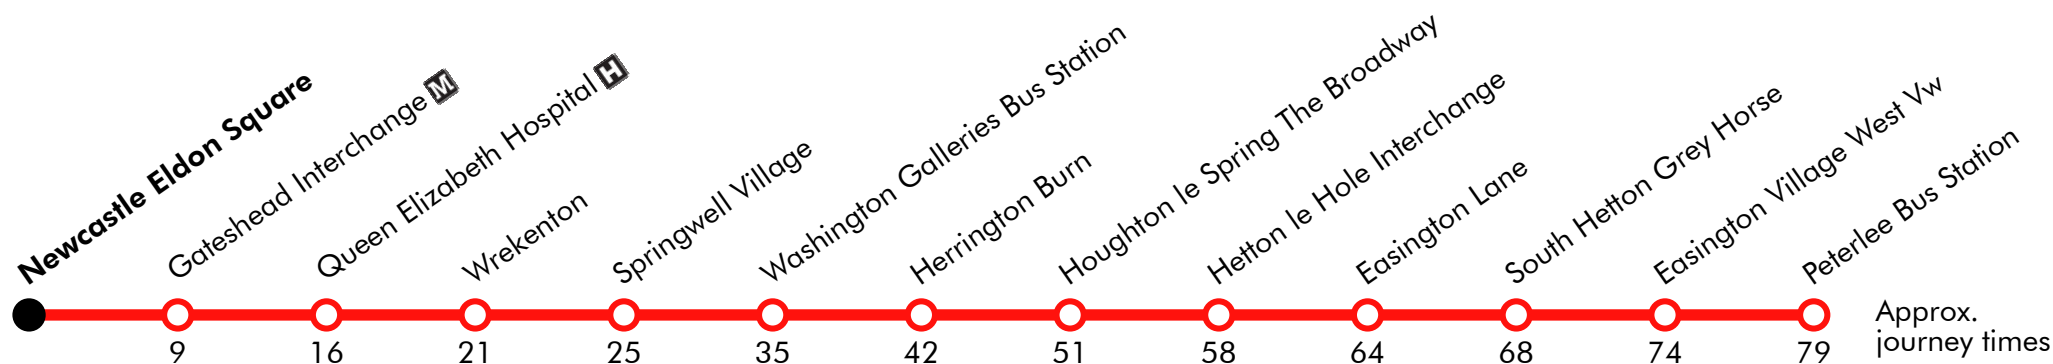 Newcastle Eldon Square
Gateshead Interchange M
Queen Elizabeth Hospital H
Wrekenton
Springwell Village
Washington Galleries Bus Station
Herrington Burn
Houghton le Spring The Broadway
Hetton le Hole Interchange
Easington Lane
South Hetton Grey Horse
Easington Village West Vw
Peterlee Bus Station
9 16 21 25 35 42 51 58 64 68 74 79
Approx.
journey times